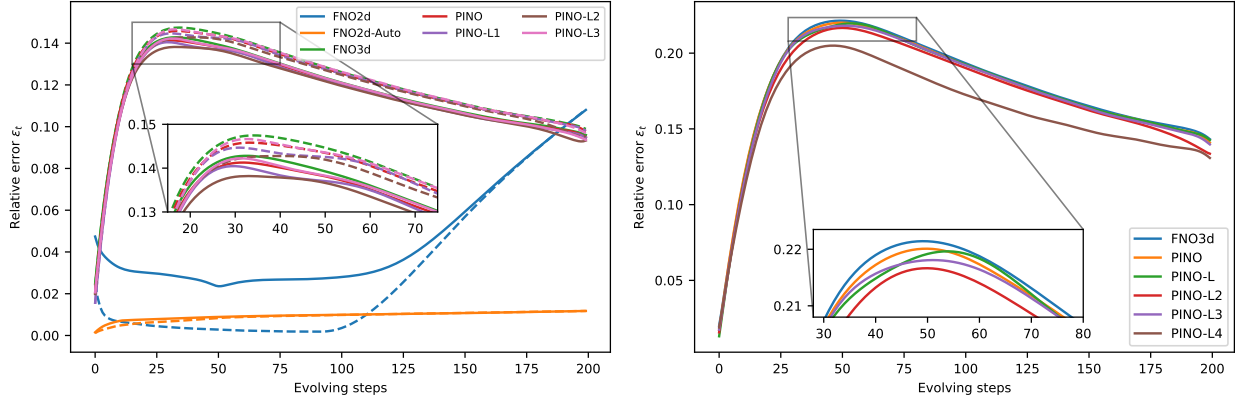 Relative error εt
0.14
0.12
0.10
0.08
0.06
0.04
0.02
0.00
FNO2d
FNO2d-Auto
FNO3d
PINO
PINO-L1
PINO-L2
PINO-L3
0.15
0.14
0.13
20 30 40 50 60 70
0 25 50 75 100 125 150 175 200
Evolving steps
Relative error εt
0.20
0.15
0.10
0.05
0.22
0.21
30 40 50 60 70 80
FNO3d
PINO
PINO-L
PINO-L2
PINO-L3
PINO-L4
0 25 50 75 100 125 150 175 200
Evolving steps